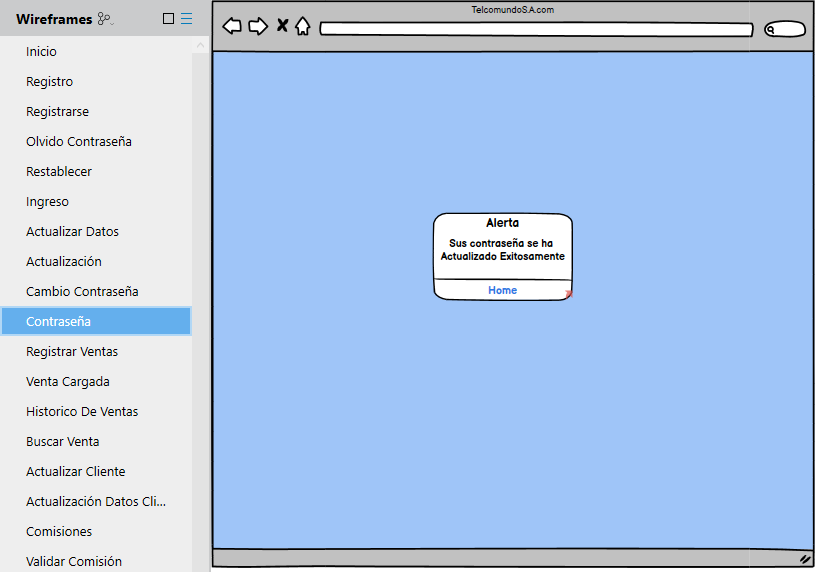 Wireframes
Inicio
Registro
Registrarse
Olvido Contraseña
Restablecer
Ingreso
Actualizar Datos
Actualización
Cambio Contraseña
Contraseña
Registrar Ventas
Venta Cargada
Historico De Ventas
Buscar Venta
Actualizar Cliente
Actualización Datos Cli...
Comisiones
Validar Comisión
TelcomundoS.A.com
Alerta
Sus contraseña se ha
Actualizado Exitosamente
Home